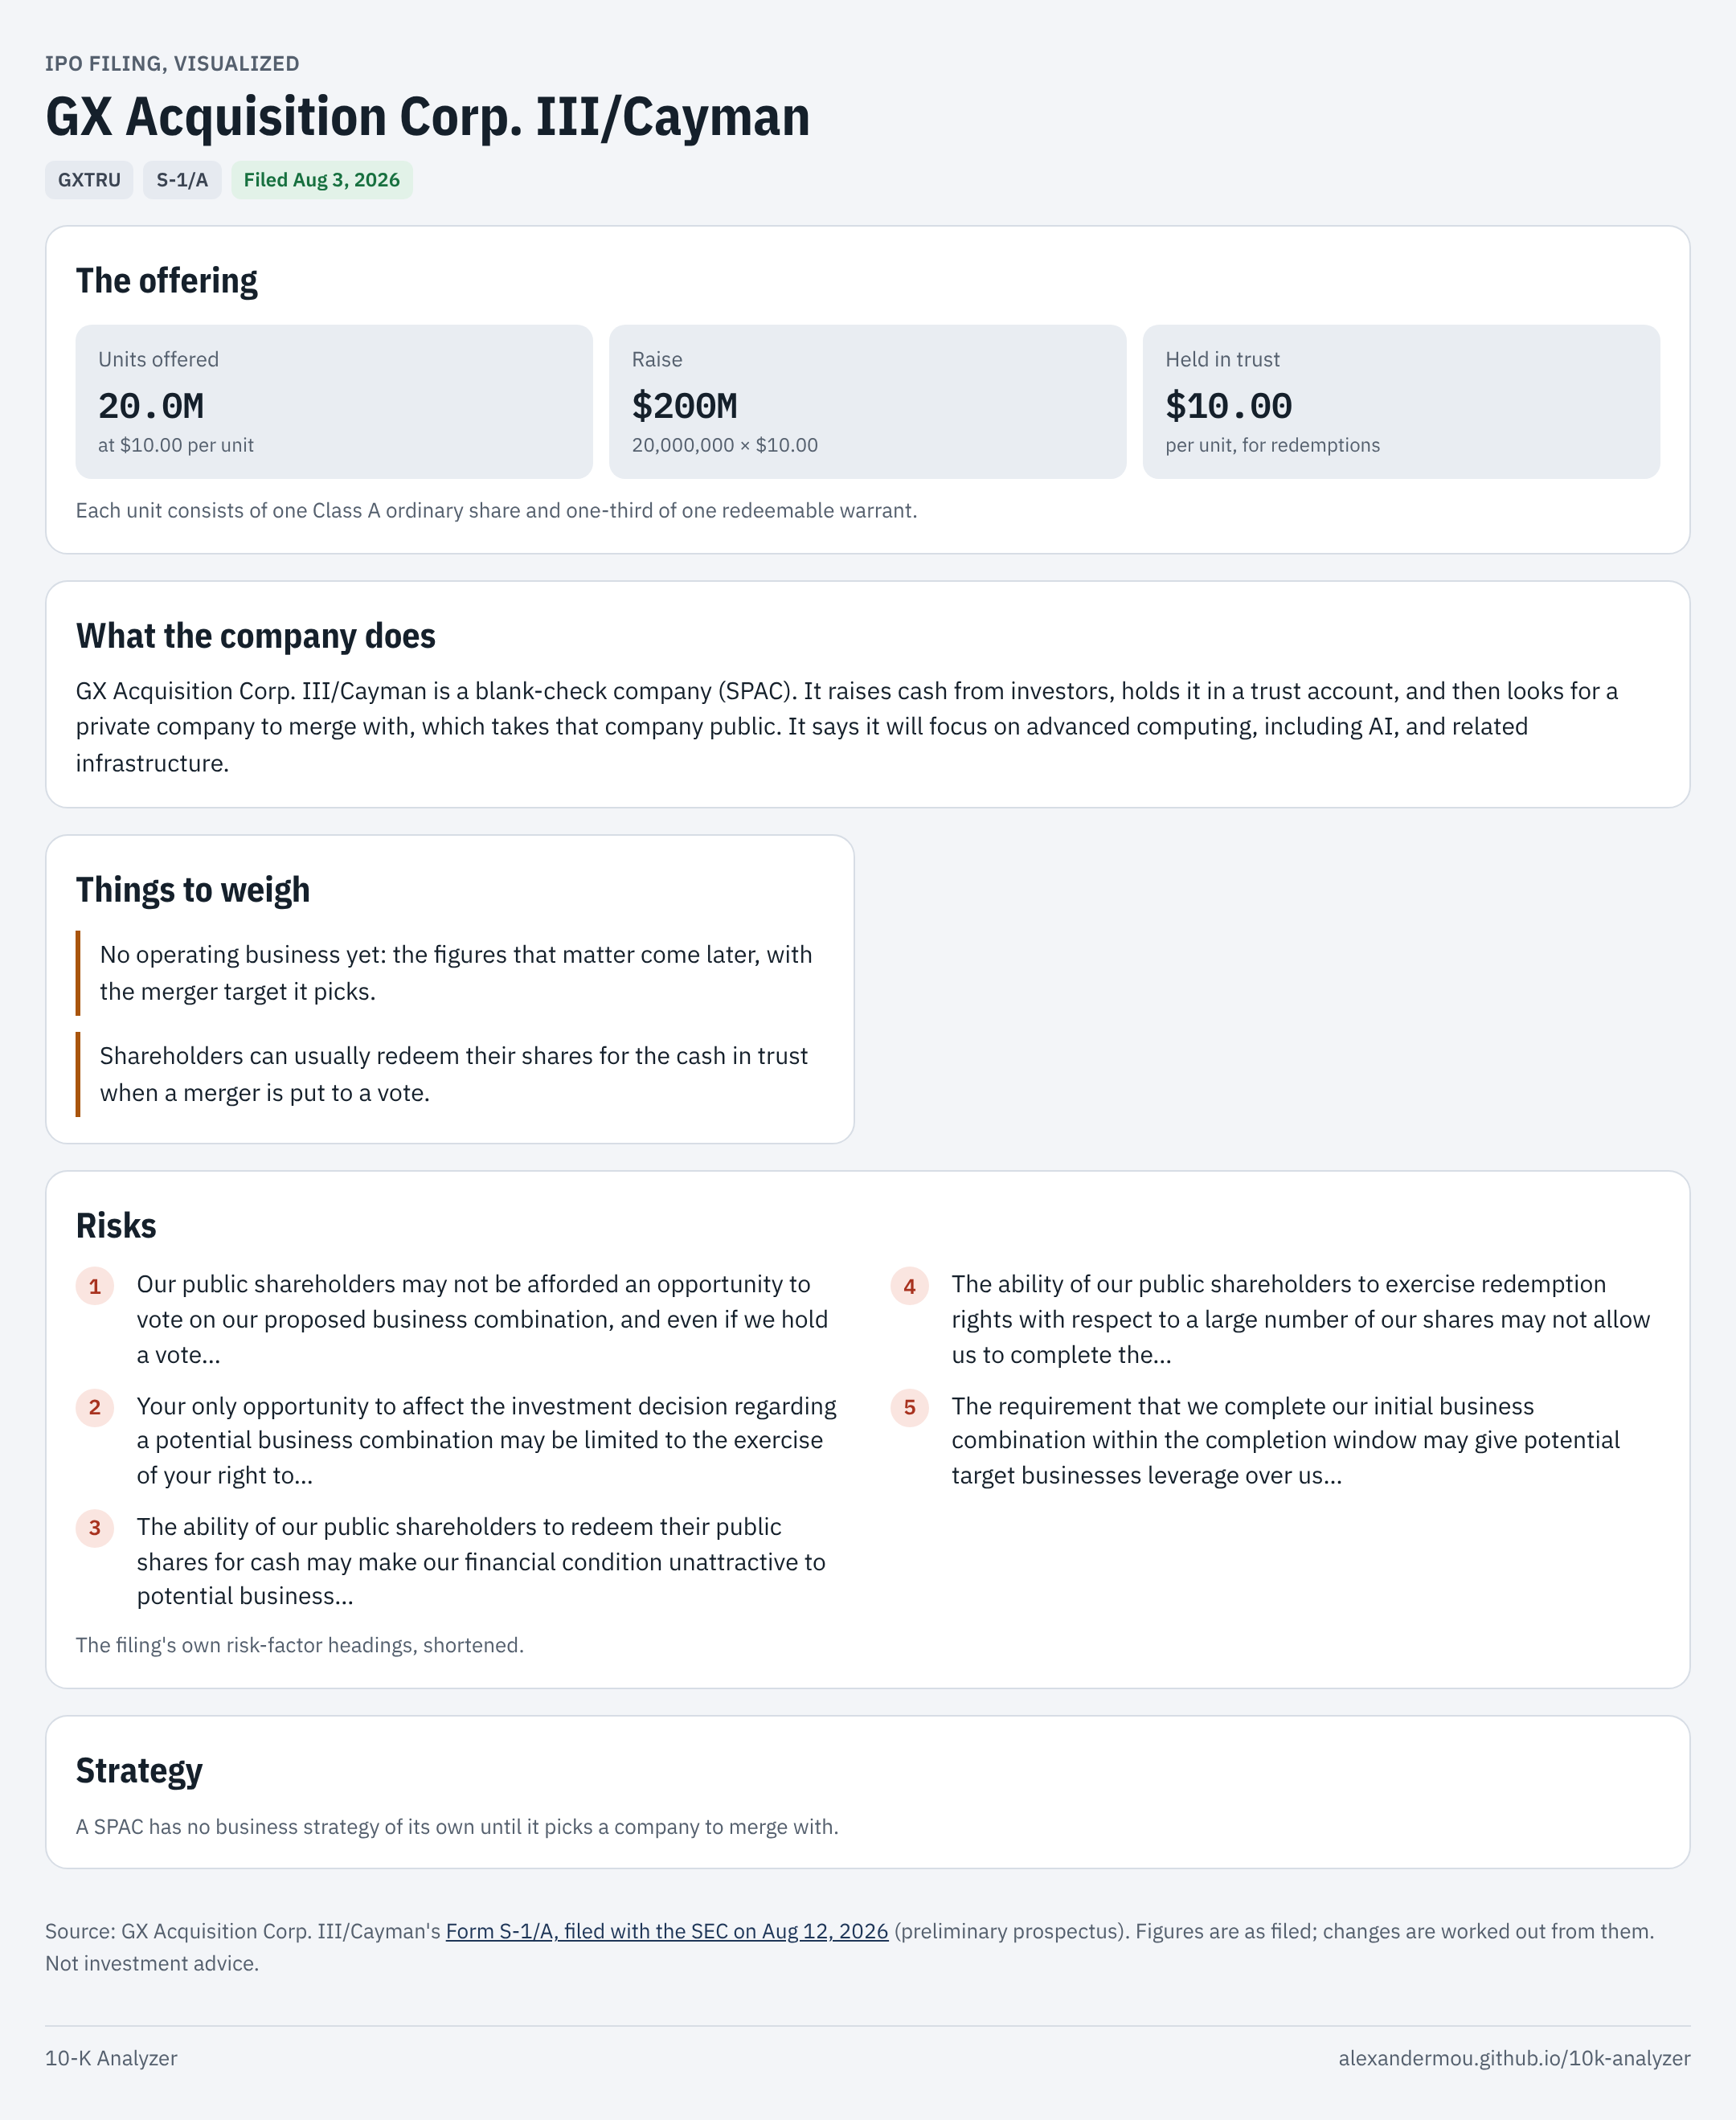 IPO FILING, VISUALIZED
GX Acquisition Corp. III/Cayman
GXTRU S-1/A Filed Aug 3, 2026
The offering
Units offered
20.0M
at $10.00 per unit
Raise
$200M
20,000,000 × $10.00
Held in trust
$10.00
per unit, for redemptions
Each unit consists of one Class A ordinary share and one-third of one redeemable warrant.
What the company does
GX Acquisition Corp. III/Cayman is a blank-check company (SPAC). It raises cash from investors, holds it in a trust account, and then looks for a
private company to merge with, which takes that company public. It says it will focus on advanced computing, including AI, and related
infrastructure.
Things to weigh
No operating business yet: the figures that matter come later, with
the merger target it picks.
Shareholders can usually redeem their shares for the cash in trust
when a merger is put to a vote.
Risks
1 Our public shareholders may not be afforded an opportunity to
vote on our proposed business combination, and even if we hold
a vote...
2 Your only opportunity to affect the investment decision regarding
a potential business combination may be limited to the exercise
of your right to...
3 The ability of our public shareholders to redeem their public
shares for cash may make our financial condition unattractive to
potential business...
4 The ability of our public shareholders to exercise redemption
rights with respect to a large number of our shares may not allow
us to complete the...
5 The requirement that we complete our initial business
combination within the completion window may give potential
target businesses leverage over us...
The filing's own risk-factor headings, shortened.
Strategy
A SPAC has no business strategy of its own until it picks a company to merge with.
Source: GX Acquisition Corp. III/Cayman's Form S-1/A, filed with the SEC on Aug 12, 2026 (preliminary prospectus). Figures are as filed; changes are worked out from them.
Not investment advice.
10-K Analyzer
alexandermou.github.io/10k-analyzer